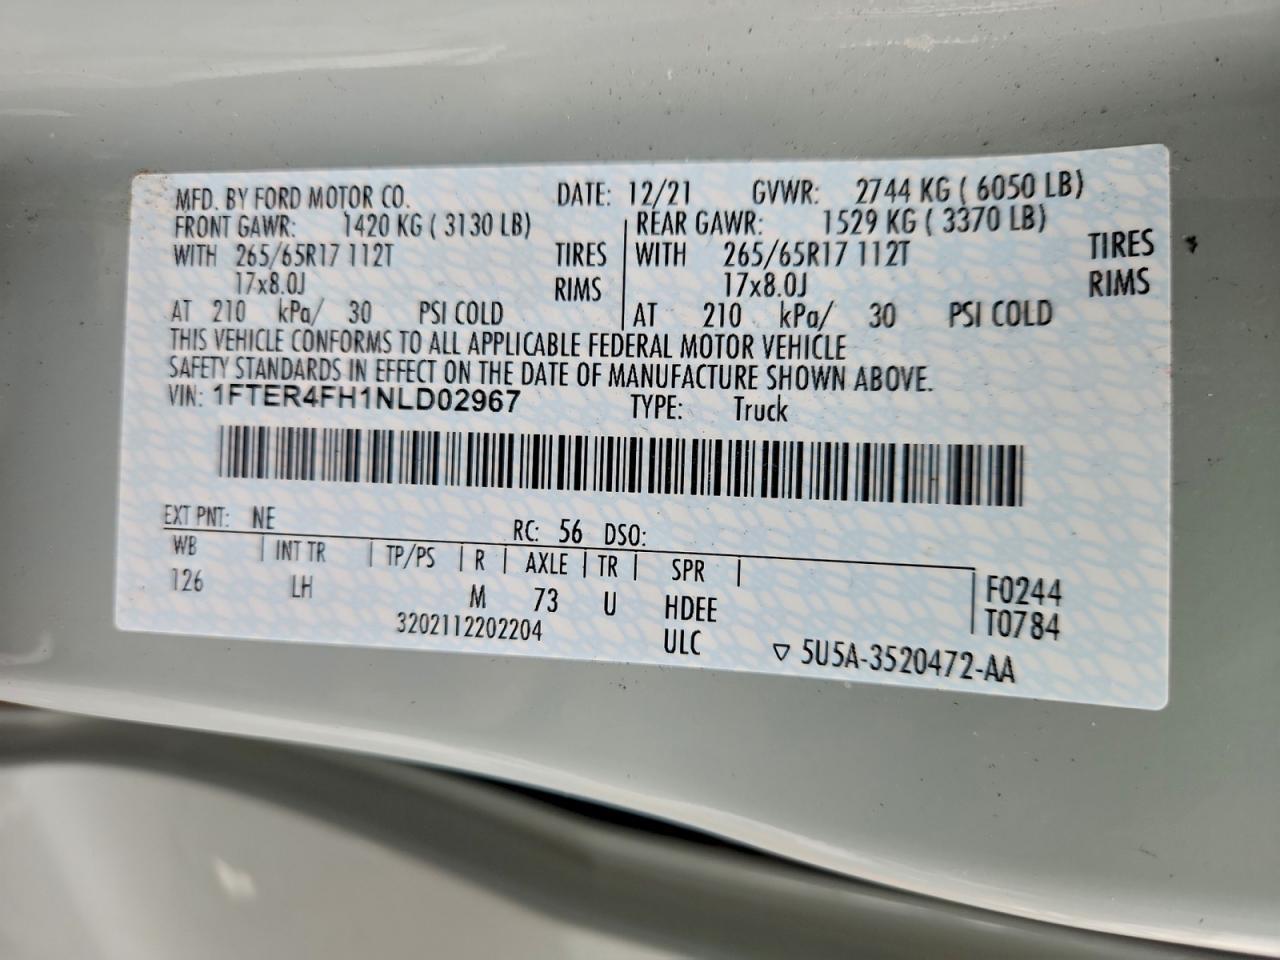 MFD. BY FORD MOTOR CO. DATE: 12/21 GVWR: 2744 KG ( 6050 LB)
FRONT GAWR: 1420 KG ( 3130 LB) REAR GAWR: 1529 KG ( 3370 LB)
WITH 265/65R17 112T TIRES WITH 265/65R17 112T TIRES
17x8.0J RIMS 17x8.0J RIMS
AT 210 kPa/ 30 PSI COLD AT 210 kPa/ 30 PSI COLD
THIS VEHICLE CONFORMS TO ALL APPLICABLE FEDERAL MOTOR VEHICLE
SAFETY STANDARDS IN EFFECT ON THE DATE OF MANUFACTURE SHOWN ABOVE.
VIN: 1FTER4FH1NLD02967 TYPE: Truck
EXT PNT: NE RC: 56 DSO:
WB INT TR TP/PS R AXLE TR SPR F0244
126 LH M 73 U HDEE T0784
3202112202204 ULC ▽ 5U5A-3520472-AA